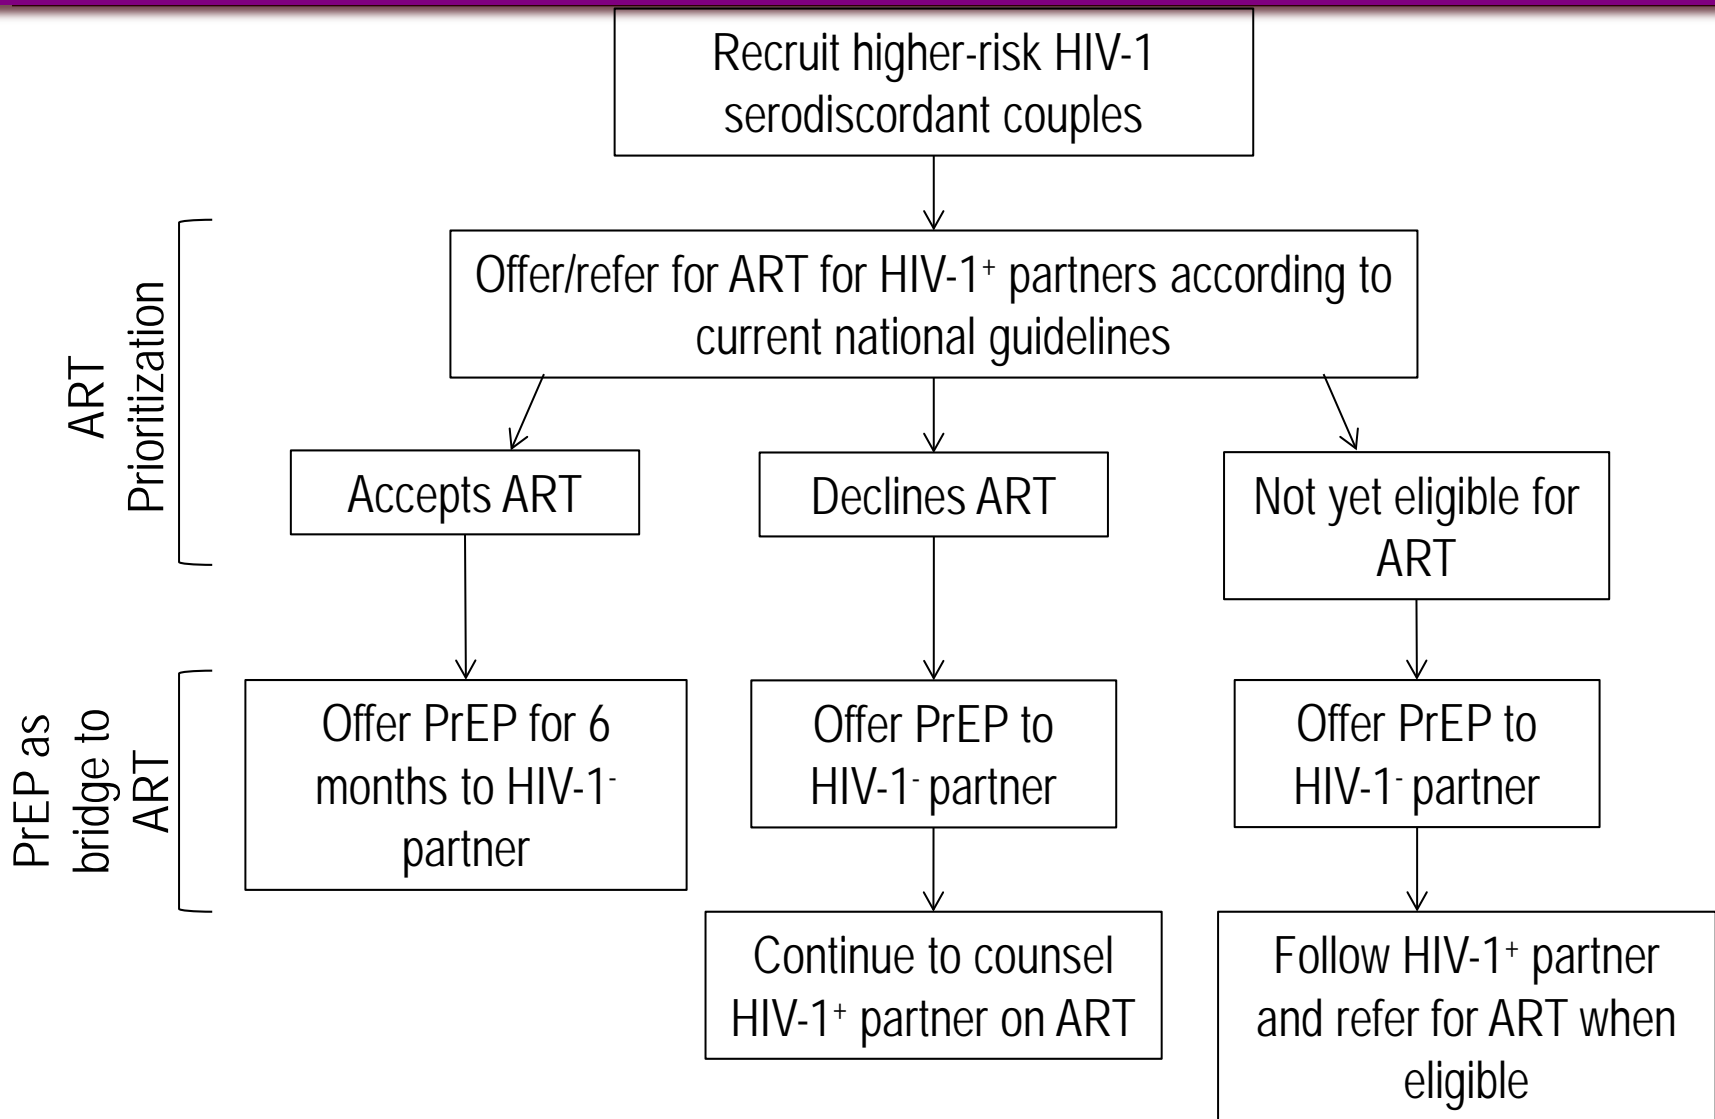 Recruit higher-risk HIV-1
serodiscordant couples
ART
Prioritization
Offer/refer for ART for HIV-1⁺ partners according to
current national guidelines
Accepts ART
Declines ART
Not yet eligible for
ART
PrEP as
bridge to
ART
Offer PrEP for 6
months to HIV-1⁻
partner
Offer PrEP to
HIV-1⁻ partner
Offer PrEP to
HIV-1⁻ partner
Continue to counsel
HIV-1⁺ partner on ART
Follow HIV-1⁺ partner
and refer for ART when
eligible